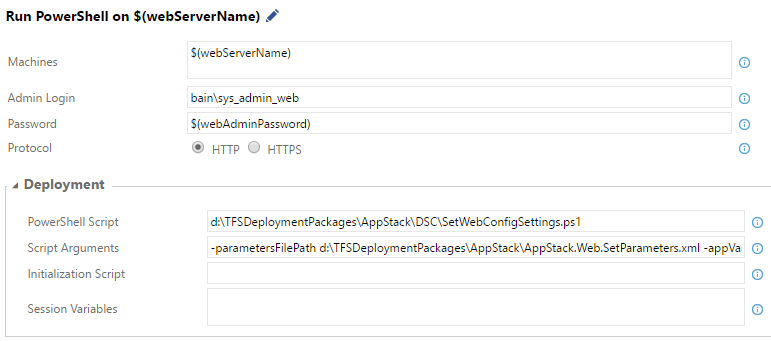 Run PowerShell on $(webServerName)
Machines
$(webServerName)
Admin Login
bain\sys_admin_web
Password
$(webAdminPassword)
Protocol
HTTP HTTPS
Deployment
PowerShell Script
d:\TFSDeploymentPackages\AppStack\DSC\SetWebConfigSettings.ps1
Script Arguments
-parametersFilePath d:\TFSDeploymentPackages\AppStack\AppStack.Web.SetParameters.xml -appVa
Initialization Script
Session Variables